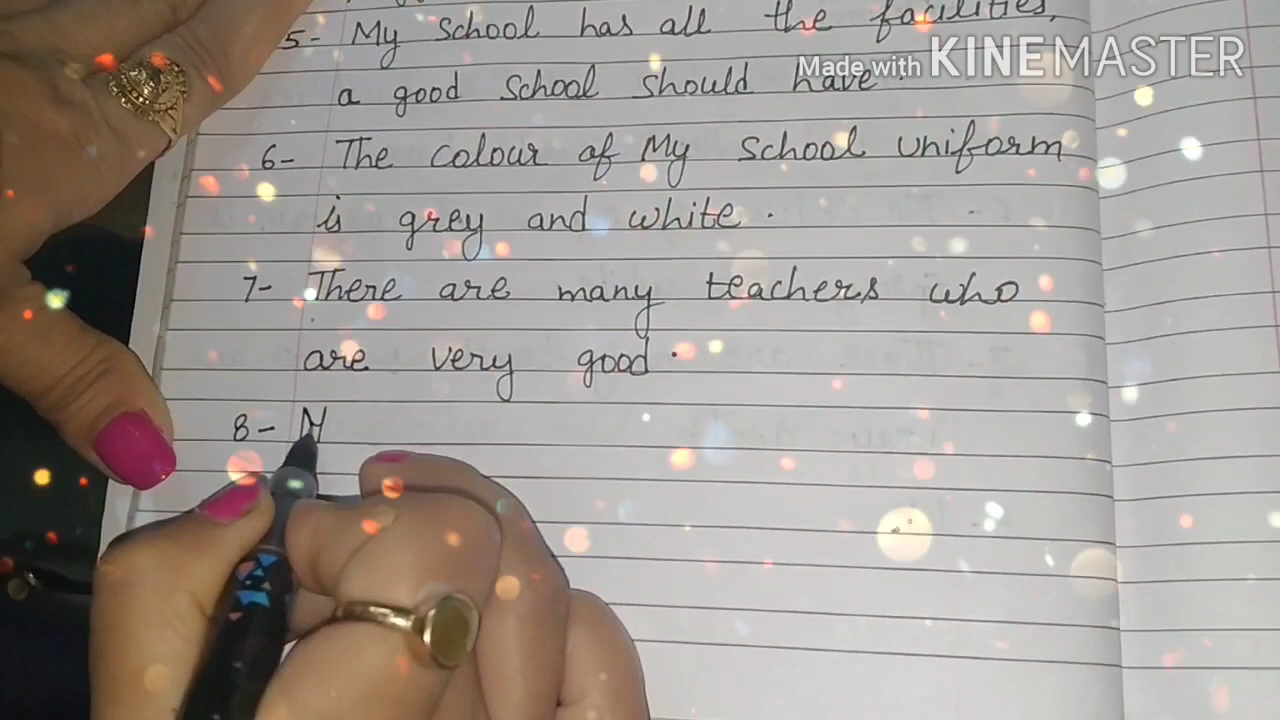 5- My school has all the facilities,
Made with KINEMASTER
a good school should have.
6- The colour of My school uniform
is grey and white.
7- There are many teachers who
are very good.
8- M